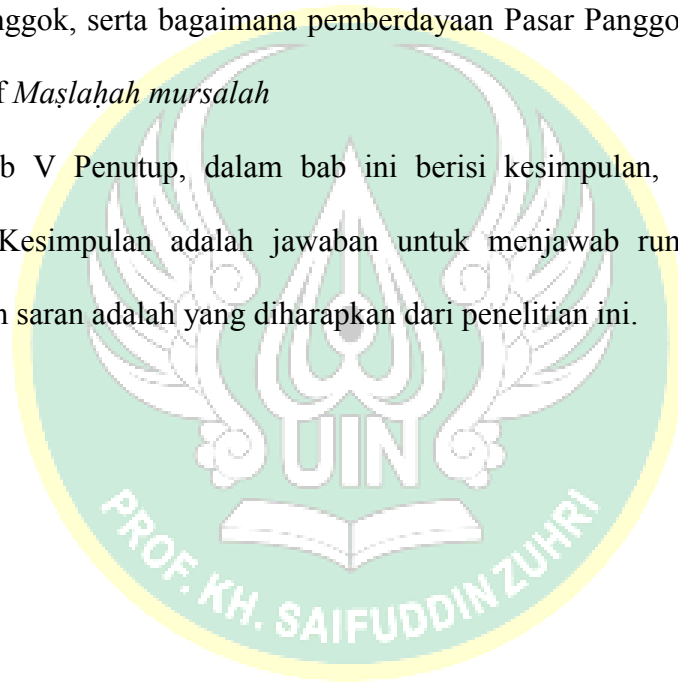 nggok, serta bagaimana pemberdayaan Pasar Panggo
f Maṣlaḥah mursalah
b V Penutup, dalam bab ini berisi kesimpulan,
Kesimpulan adalah jawaban untuk menjawab run
n saran adalah yang diharapkan dari penelitian ini.
UIN
PROF. KH. SAIFUDDIN ZUHRI